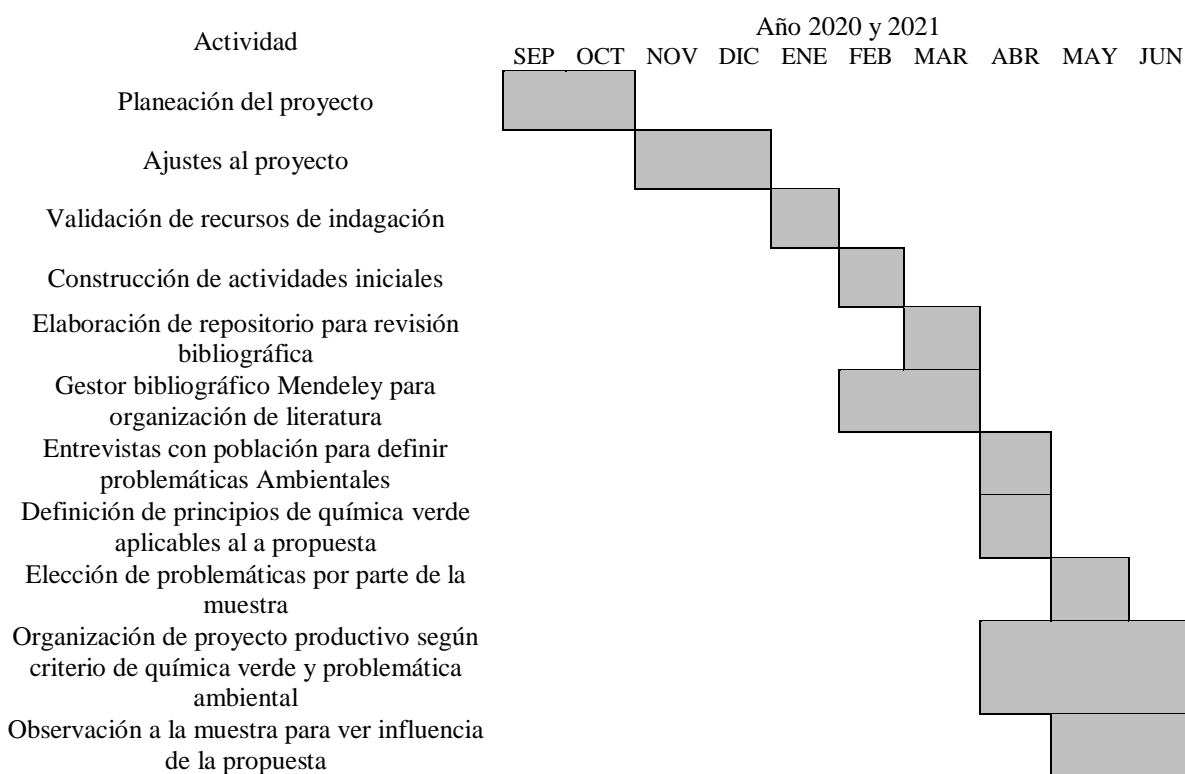 Actividad
Año 2020 y 2021
SEP OCT NOV DIC ENE FEB MAR ABR MAY JUN
Planeación del proyecto
Ajustes al proyecto
Validación de recursos de indagación
Construcción de actividades iniciales
Elaboración de repositorio para revisión
bibliográfica
Gestor bibliográfico Mendeley para
organización de literatura
Entrevistas con población para definir
problemáticas Ambientales
Definición de principios de química verde
aplicables al a propuesta
Elección de problemáticas por parte de la
muestra
Organización de proyecto productivo según
criterio de química verde y problemática
ambiental
Observación a la muestra para ver influencia
de la propuesta